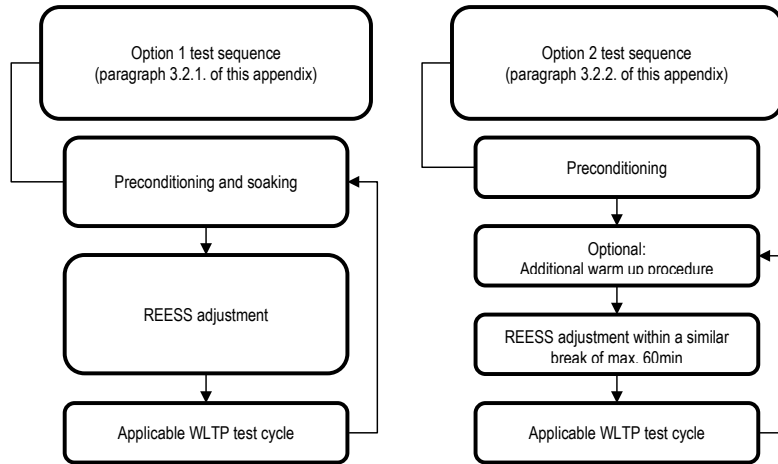 Option 1 test sequence
(paragraph 3.2.1. of this appendix)
Preconditioning and soaking
REESS adjustment
Applicable WLTP test cycle
Option 2 test sequence
(paragraph 3.2.2. of this appendix)
Preconditioning
Optional:
Additional warm up procedure
REESS adjustment within a similar
break of max. 60min
Applicable WLTP test cycle